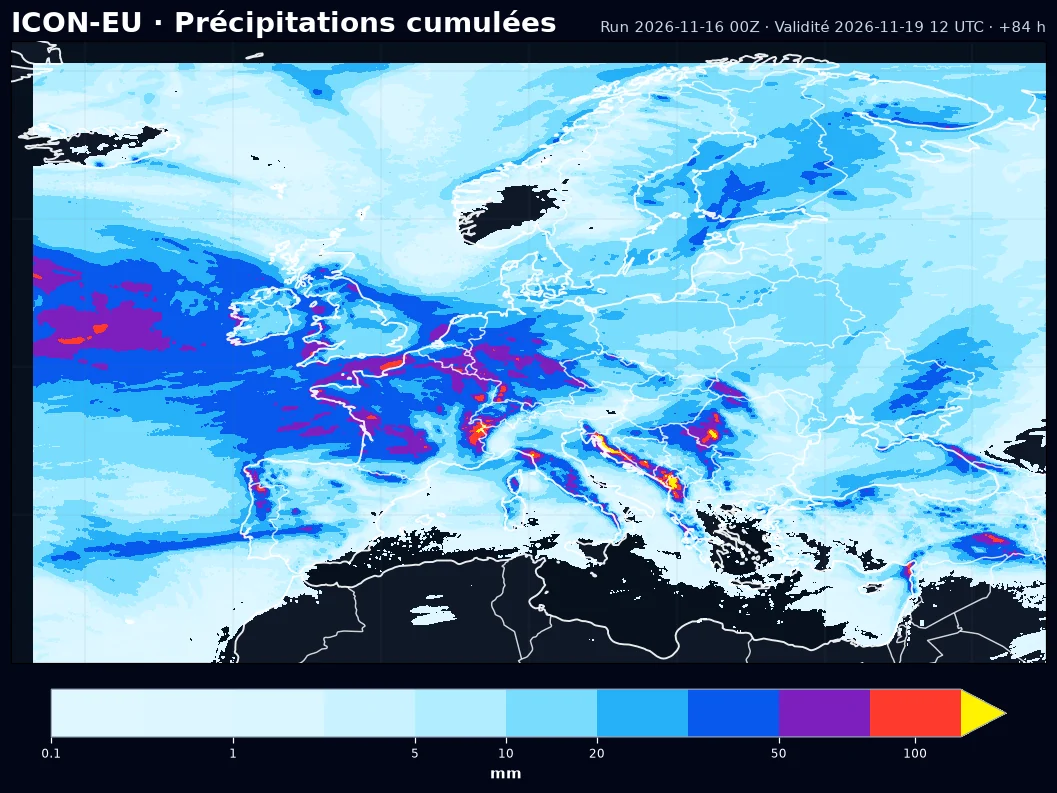 ICON-EU · Précipitations cumulées
Run 2026-11-16 00Z · Validité 2026-11-19 12 UTC · +84 h
0.1 1 5 10 20 50 100
mm